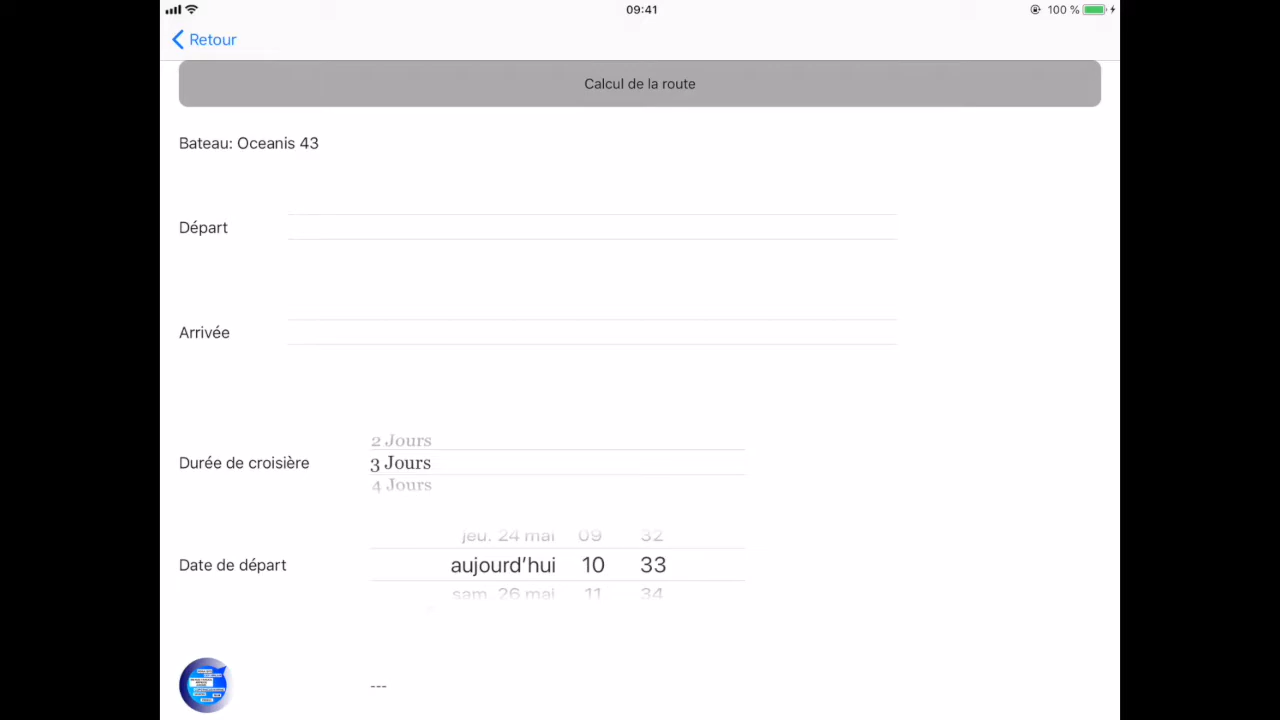 09:41
100 %
Retour
Calcul de la route
Bateau: Oceanis 43
Départ
Arrivée
2 Jours
Durée de croisière
3 Jours
4 Jours
jeu. 24 mai 09 32
Date de départ
aujourd'hui 10 33
sam. 26 mai 11 34
---